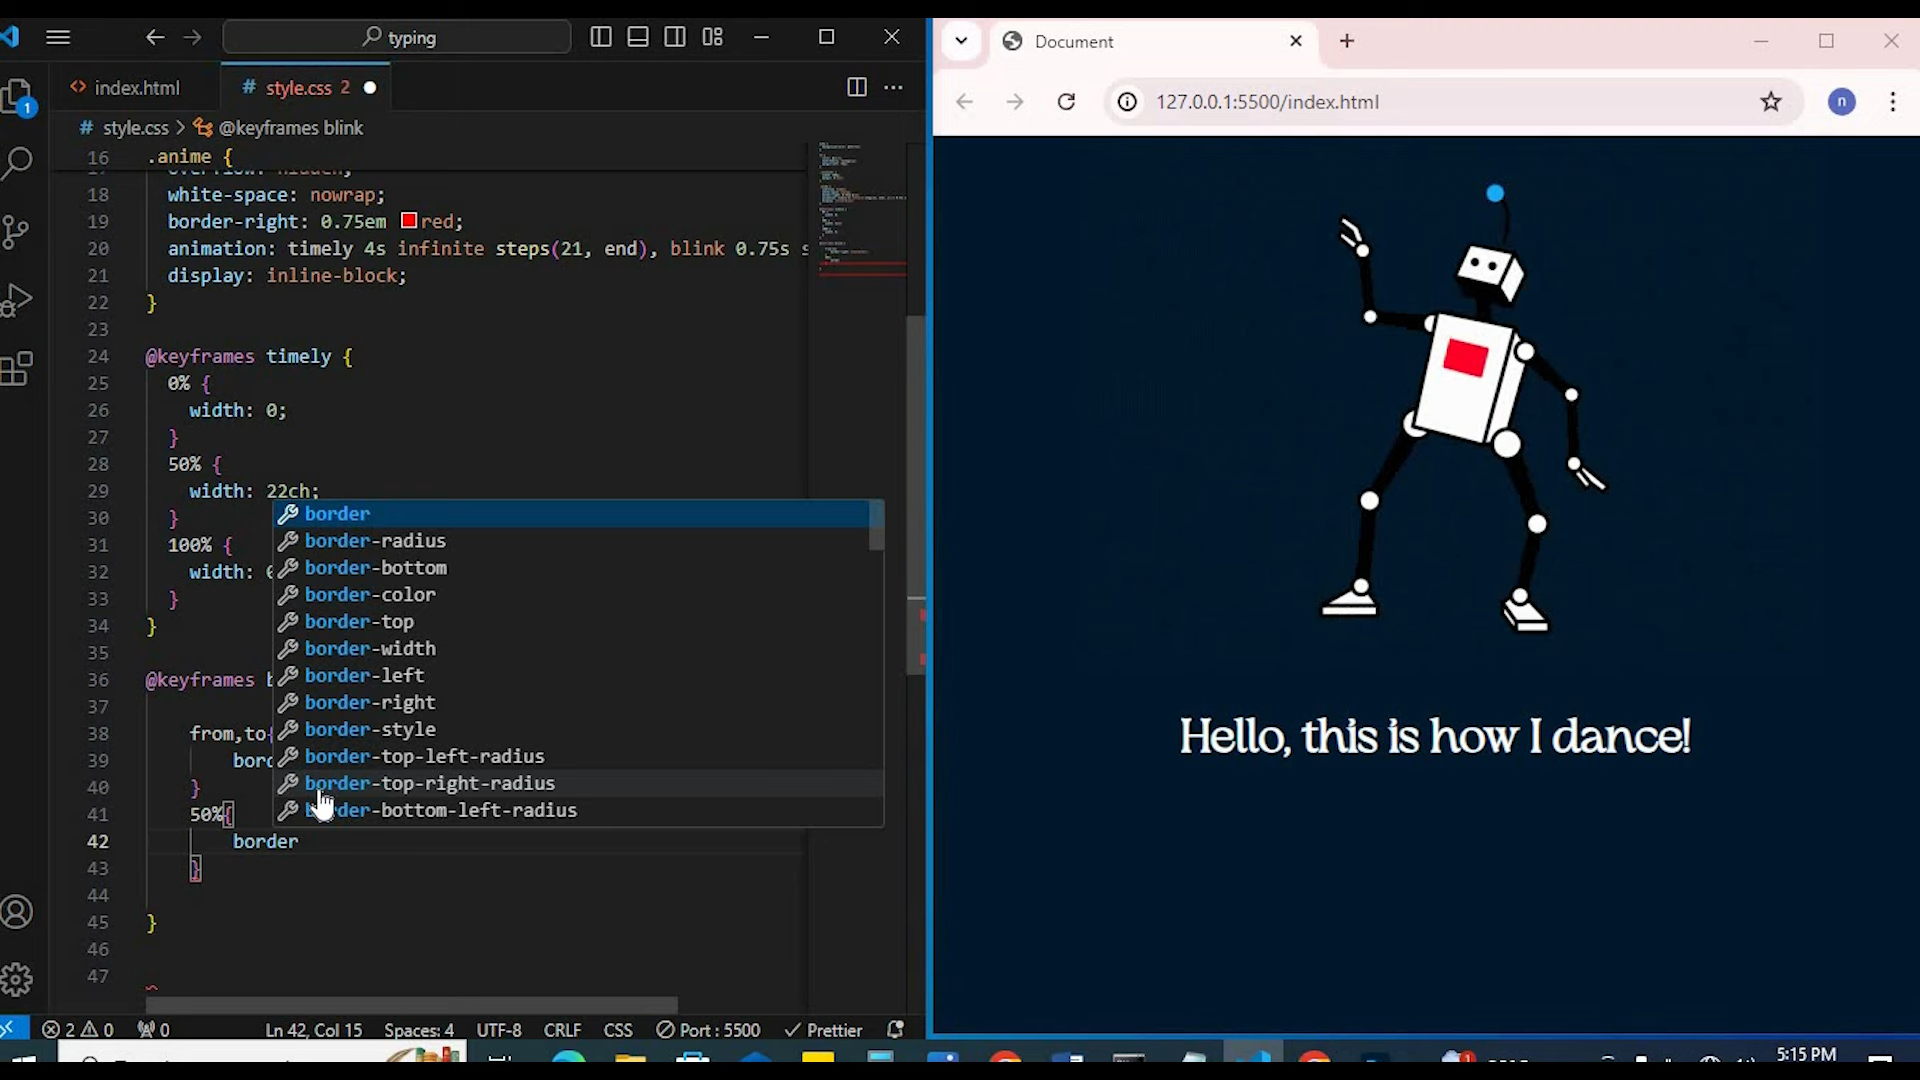 typing
index.html
# style.css 2
# style.css > @keyframes blink
16 .anime {
18 white-space: nowrap;
19 border-right: 0.75em red;
20 animation: timely 4s infinite steps(21, end), blink 0.75s
21 display: inline-block;
22 }
23
24 @keyframes timely {
25 0% {
26 width: 0;
27 }
28 50% {
29 width: 22ch;
30 }
31 100% {
32 width:
33 }
34 }
35
36 @keyframes
37
38 from,to{
39 bord
40 }
41 50%{
42 border
43 }
44
45 }
46
47
border
border-radius
border-bottom
border-color
border-top
border-width
border-left
border-right
border-style
border-top-left-radius
border-top-right-radius
border-bottom-left-radius
1
2 0 0
Ln 42, Col 15 Spaces: 4 UTF-8 CRLF CSS Port : 5500 Prettier
Document
127.0.0.1:5500/index.html
n
Hello, this is how I dance!
5:15 PM